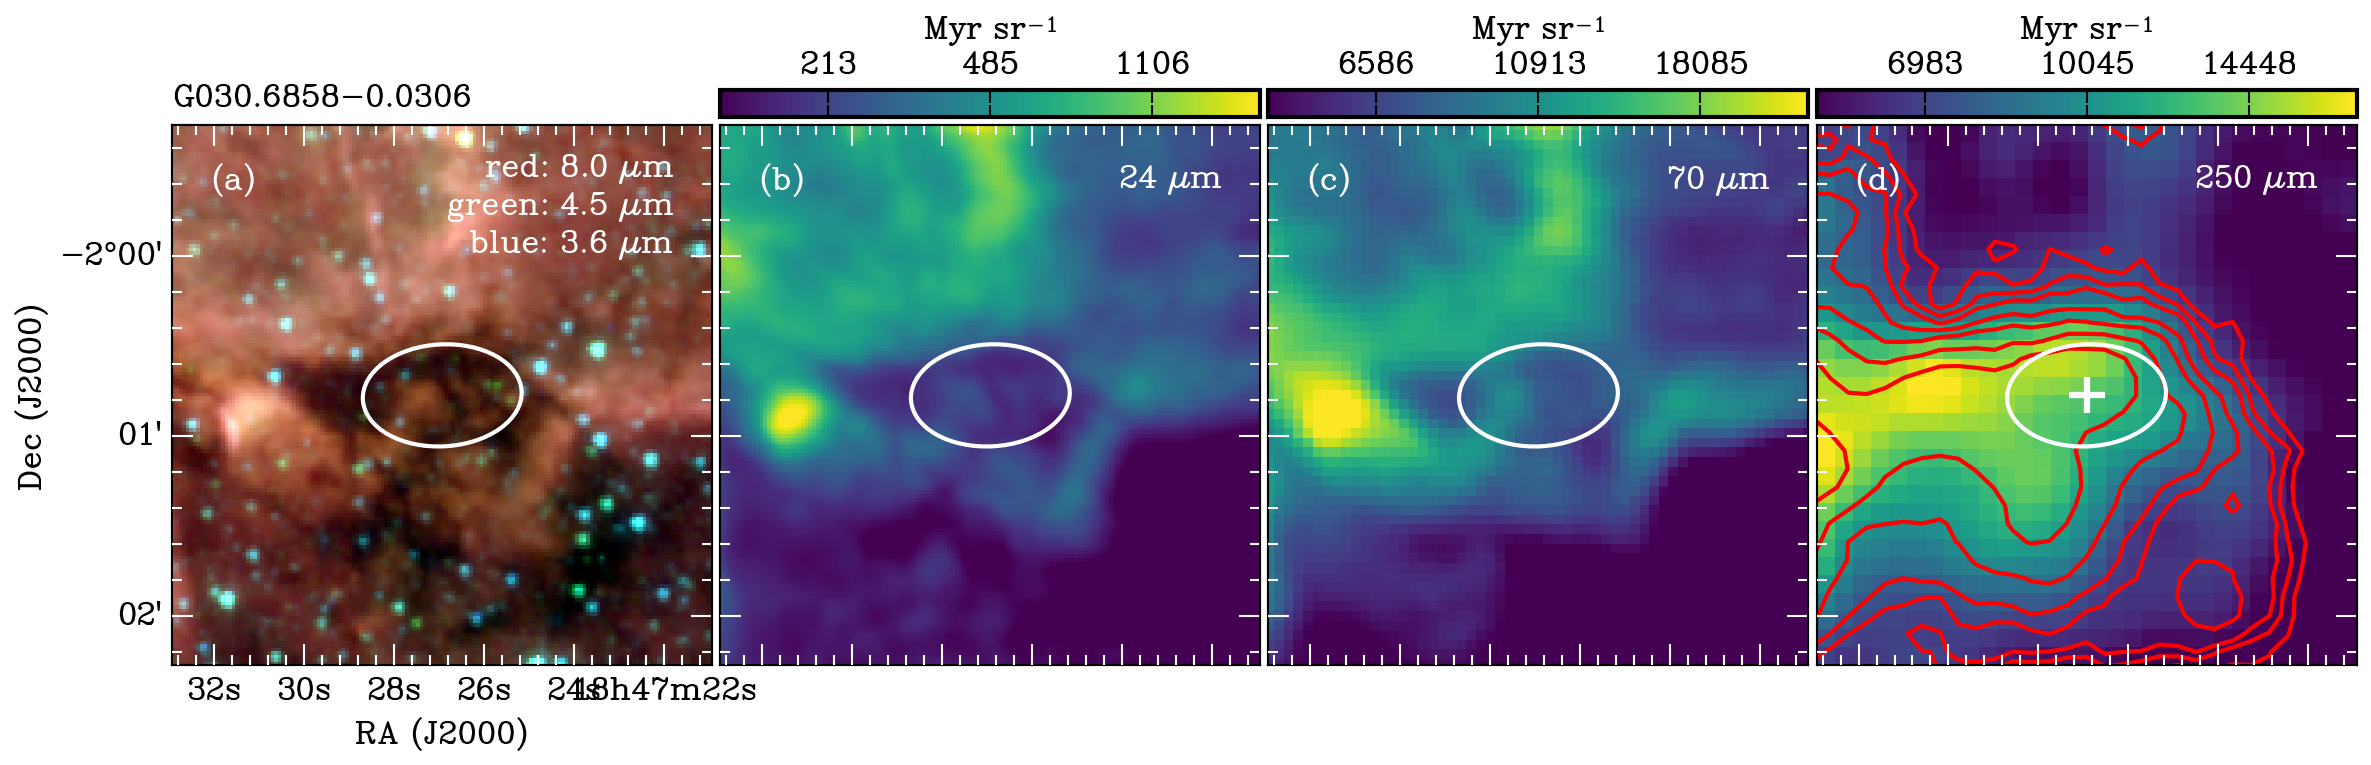 G030.6858−0.0306
Myr sr⁻¹
213 485 1106
Myr sr⁻¹
6586 10913 18085
Myr sr⁻¹
6983 10045 14448
(a)
red: 8.0 μm
green: 4.5 μm
blue: 3.6 μm
(b)
24 μm
(c)
70 μm
(d)
250 μm
−2°00'
01'
02'
Dec (J2000)
32s 30s 28s 26s 24s 18h47m22s
RA (J2000)